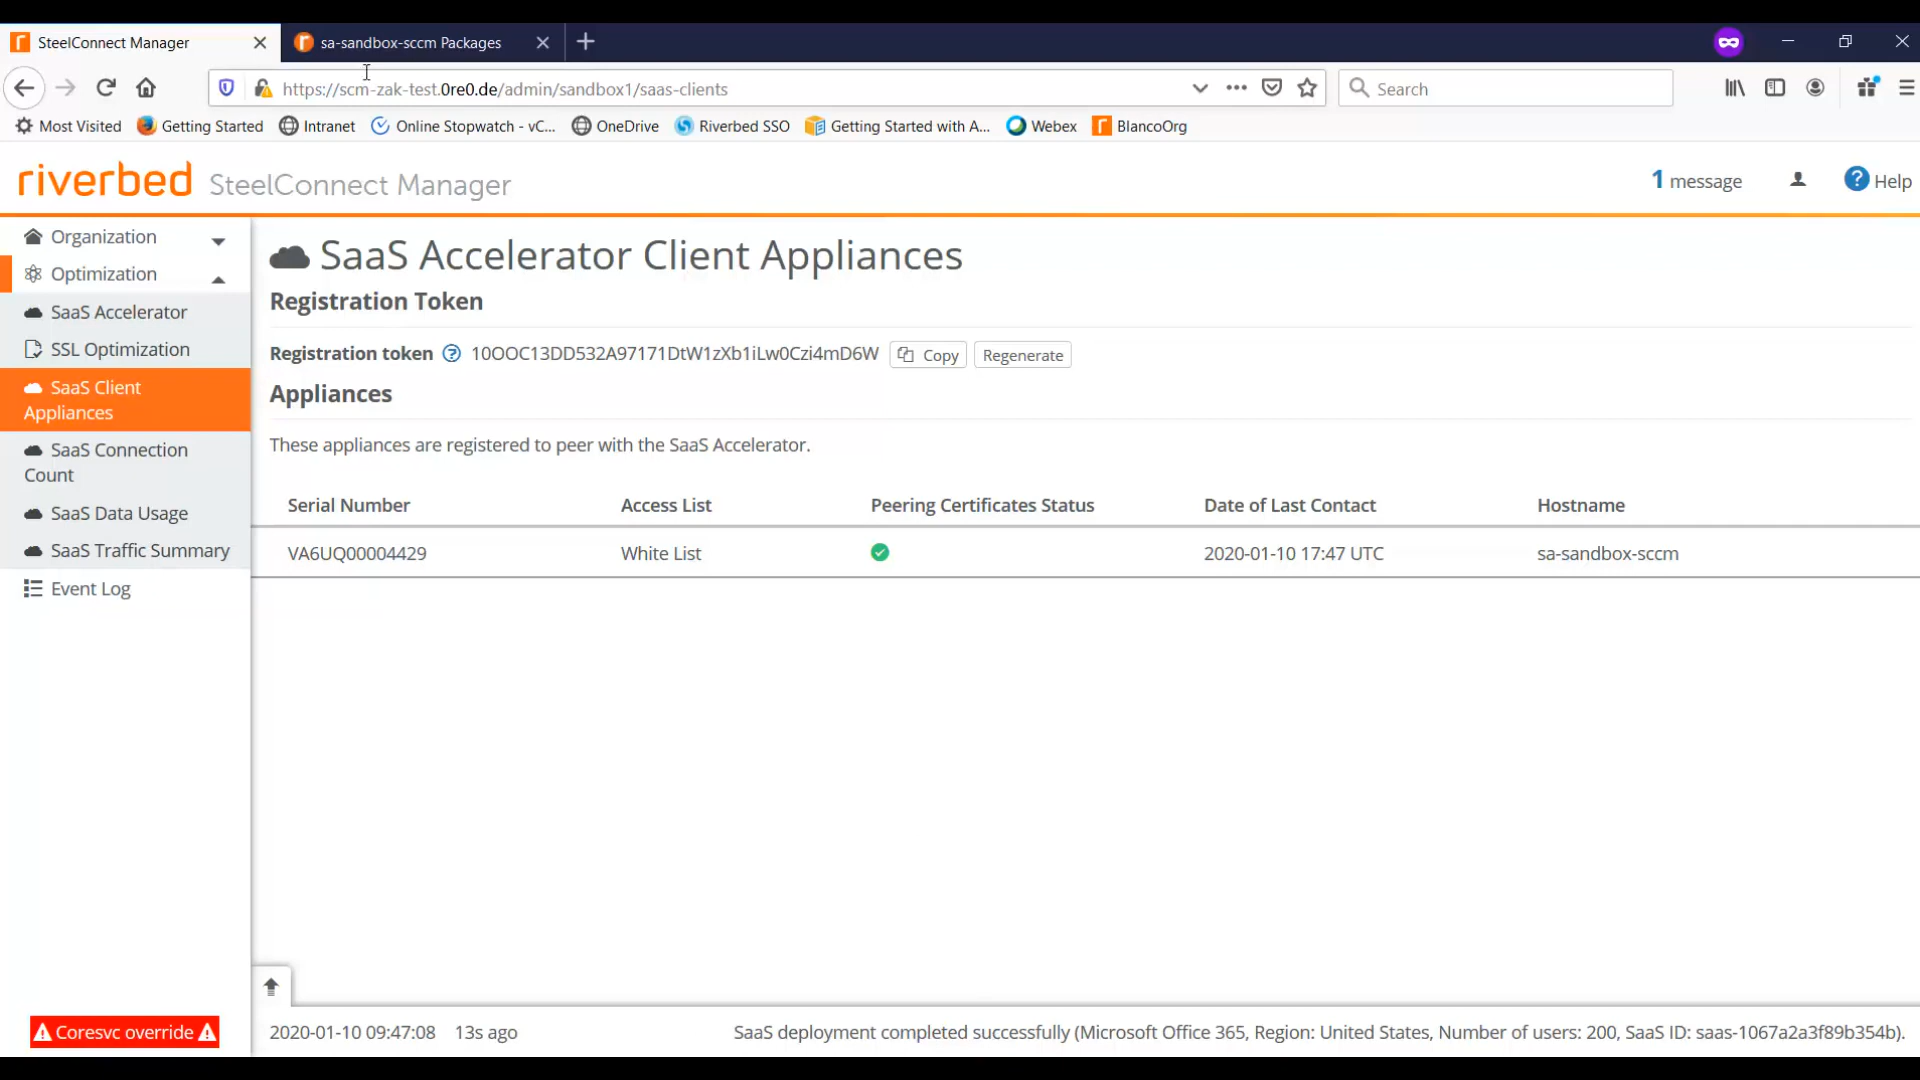 SteelConnect Manager
sa-sandbox-sccm Packages
https://scm-zak-test.0re0.de/admin/sandbox1/saas-clients
Search
Most Visited Getting Started Intranet Online Stopwatch - vC... OneDrive Riverbed SSO Getting Started with A... Webex BlancoOrg
riverbed SteelConnect Manager
1 message
Help
Organization
Optimization
SaaS Accelerator
SSL Optimization
SaaS Client
Appliances
SaaS Connection
Count
SaaS Data Usage
SaaS Traffic Summary
Event Log
Coresvc override
SaaS Accelerator Client Appliances
Registration Token
Registration token 10OOC13DD532A97171DtW1zXb1iLw0Czi4mD6W Copy Regenerate
Appliances
These appliances are registered to peer with the SaaS Accelerator.
Serial Number Access List Peering Certificates Status Date of Last Contact Hostname
VA6UQ00004429 White List 2020-01-10 17:47 UTC sa-sandbox-sccm
2020-01-10 09:47:08 13s ago SaaS deployment completed successfully (Microsoft Office 365, Region: United States, Number of users: 200, SaaS ID: saas-1067a2a3f89b354b).